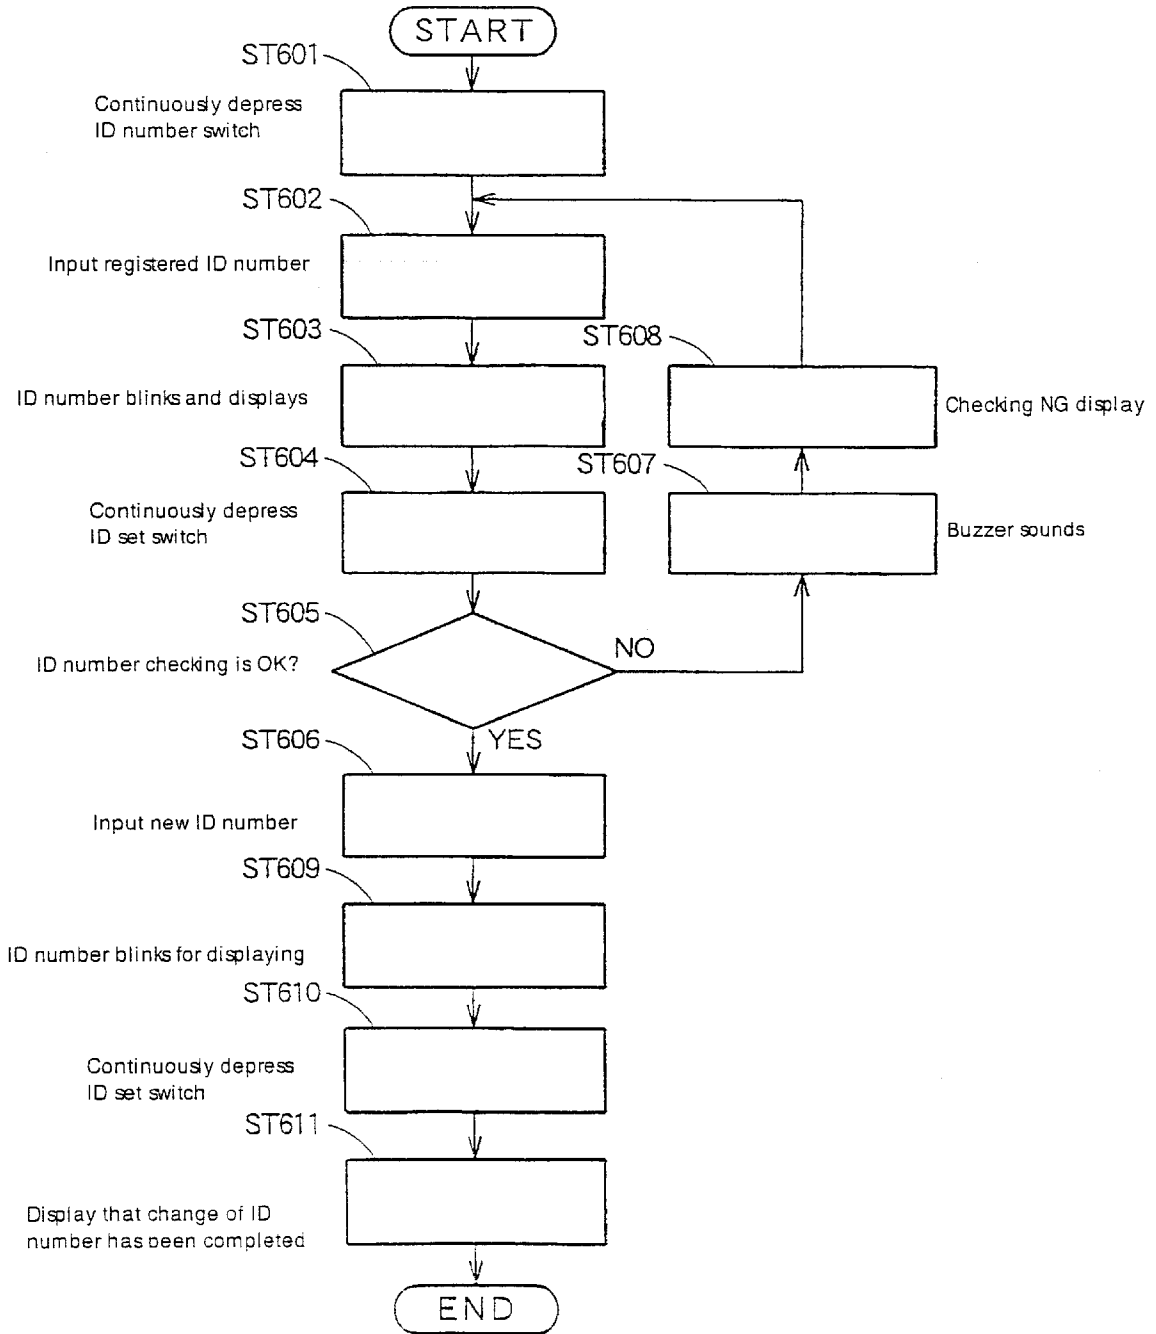 START
ST601
Continuously depress
ID number switch
ST602
Input registered ID number
ST603
ID number blinks and displays
ST608
Checking NG display
ST604
Continuously depress
ID set switch
ST607
Buzzer sounds
ST605
ID number checking is OK?
NO
YES
ST606
Input new ID number
ST609
ID number blinks for displaying
ST610
Continuously depress
ID set switch
ST611
Display that change of ID
number has been completed
END